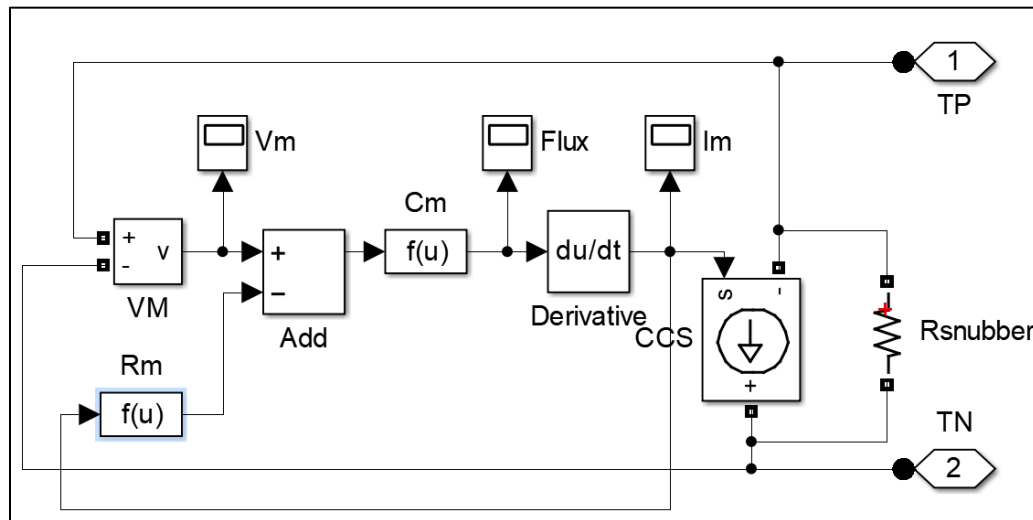 1
TP
Vm
Flux
Im
Cm
+
-
v
VM
+
−
Add
f(u)
du/dt
Derivative
s
-
+
CCS
Rsnubber
Rm
f(u)
TN
2